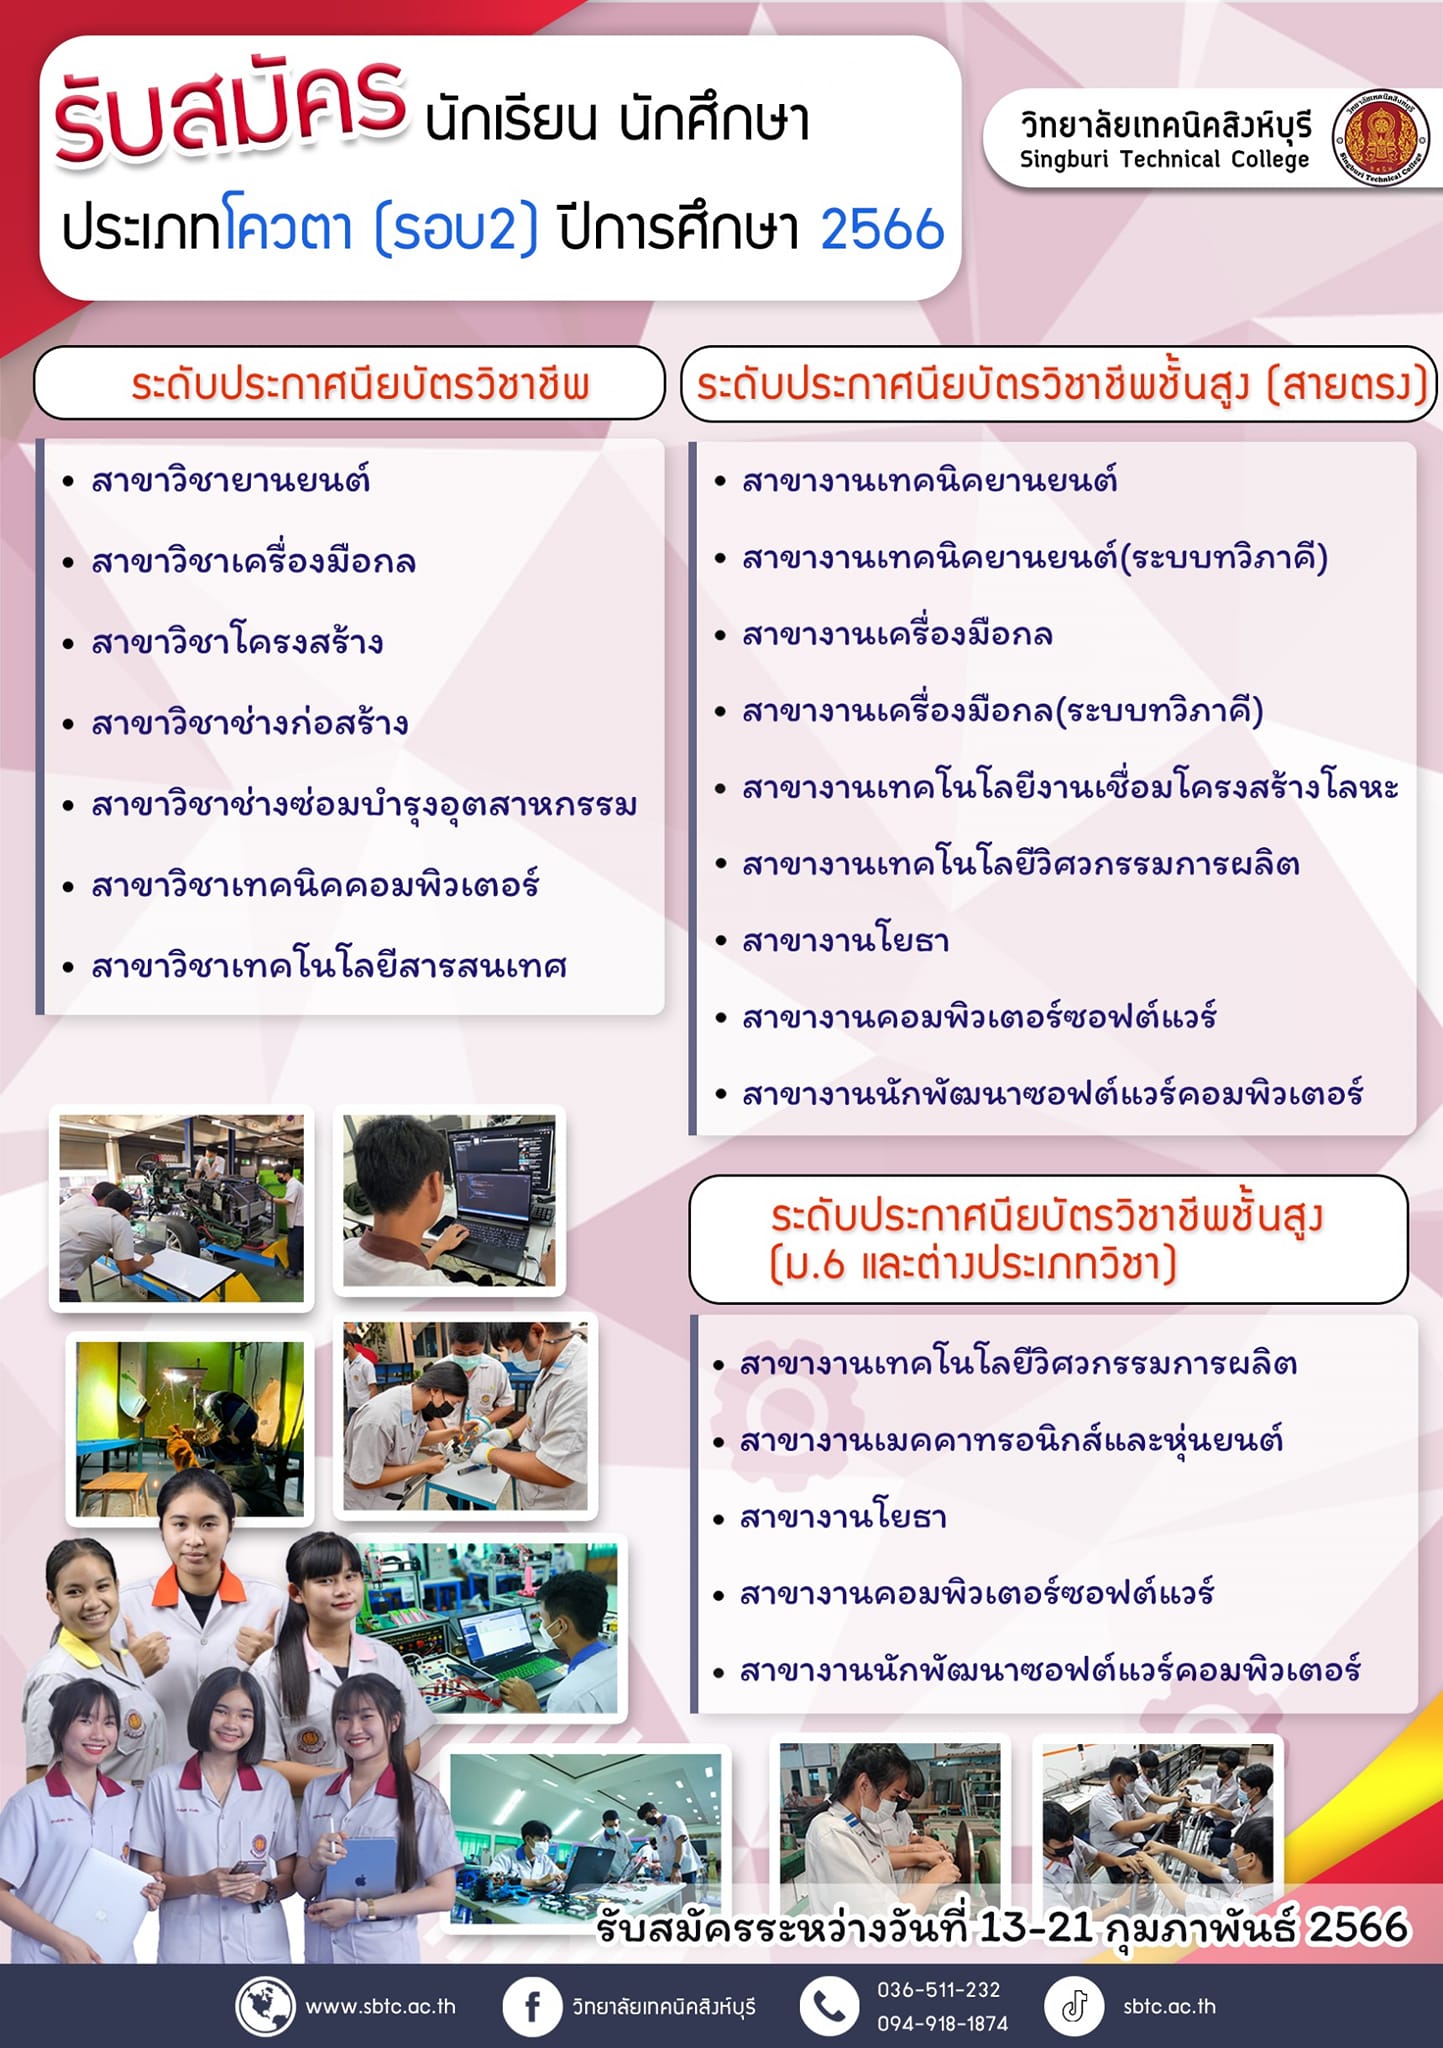 รับสมัคร นักเรียน นักศึกษา
ประเภทโควตา (รอบ2) ปีการศึกษา 2566
วิทยาลัยเทคนิคสิงห์บุรี
Singburi Technical College
ระดับประกาศนียบัตรวิชาชีพ
สาขาวิชายานยนต์
สาขาวิชาเครื่องมือกล
สาขาวิชาโครงสร้าง
สาขาวิชาช่างก่อสร้าง
สาขาวิชาช่างซ่อมบำรุงอุตสาหกรรม
สาขาวิชาเทคนิคคอมพิวเตอร์
สาขาวิชาเทคโนโลยีสารสนเทศ
ระดับประกาศนียบัตรวิชาชีพชั้นสูง (สายตรง)
สาขางานเทคนิคยานยนต์
สาขางานเทคนิคยานยนต์(ระบบทวิภาคี)
สาขางานเครื่องมือกล
สาขางานเครื่องมือกล(ระบบทวิภาคี)
สาขางานเทคโนโลยีงานเชื่อมโครงสร้างโลหะ
สาขางานเทคโนโลยีวิศวกรรมการผลิต
สาขางานโยธา
สาขางานคอมพิวเตอร์ซอฟต์แวร์
สาขางานนักพัฒนาซอฟต์แวร์คอมพิวเตอร์
ระดับประกาศนียบัตรวิชาชีพชั้นสูง
(ม.6 และต่างประเภทวิชา)
สาขางานเทคโนโลยีวิศวกรรมการผลิต
สาขางานเมคคาทรอนิกส์และหุ่นยนต์
สาขางานโยธา
สาขางานคอมพิวเตอร์ซอฟต์แวร์
สาขางานนักพัฒนาซอฟต์แวร์คอมพิวเตอร์
รับสมัครระหว่างวันที่ 13-21 กุมภาพันธ์ 2566
www.sbtc.ac.th
วิทยาลัยเทคนิคสิงห์บุรี
036-511-232
094-918-1874
sbtc.ac.th